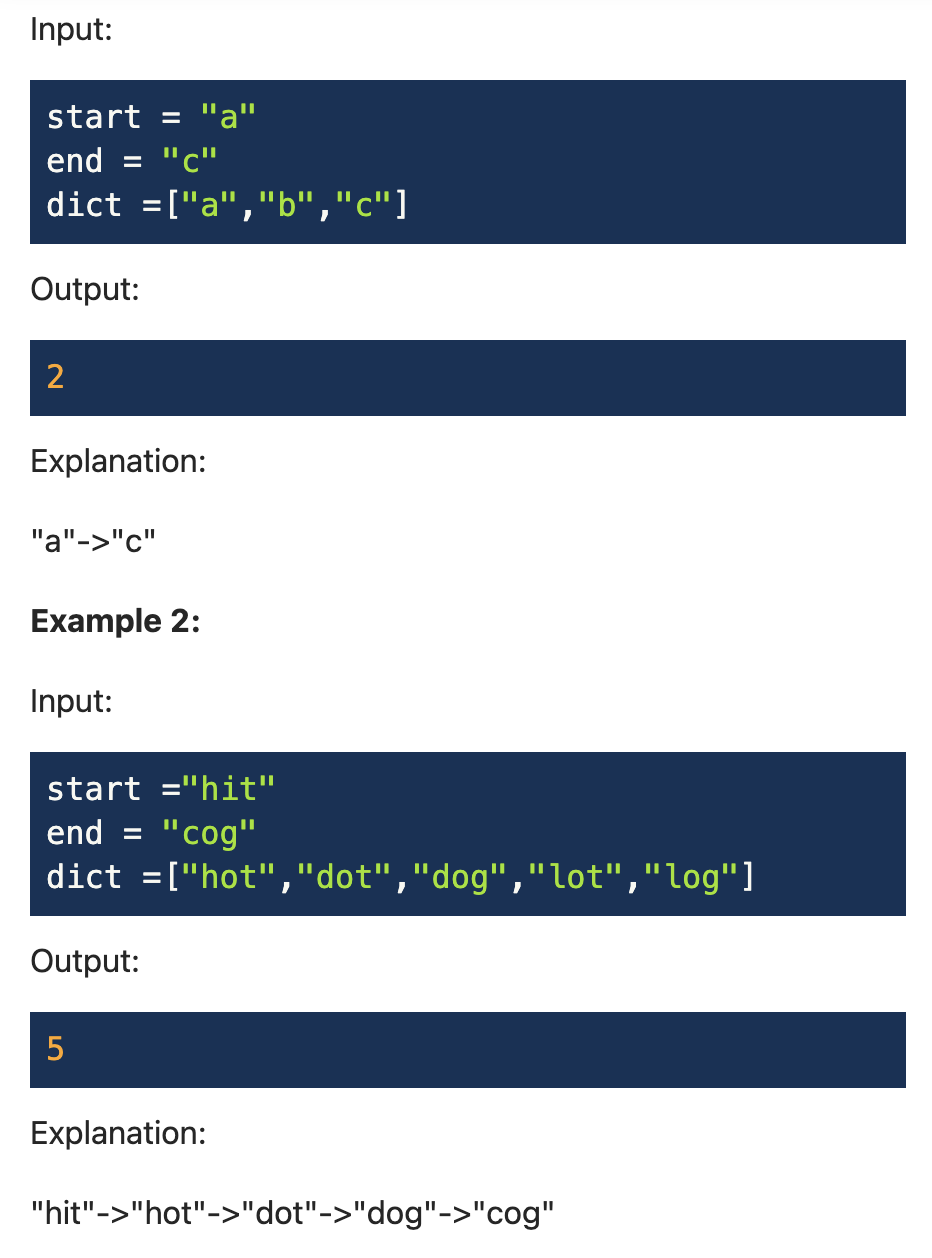 Input:
start = "a"
end = "c"
dict =["a","b","c"]
Output:
2
Explanation:
"a"->"c"
Example 2:
Input:
start ="hit"
end = "cog"
dict =["hot","dot","dog","lot","log"]
Output:
5
Explanation:
"hit"->"hot"->"dot"->"dog"->"cog"